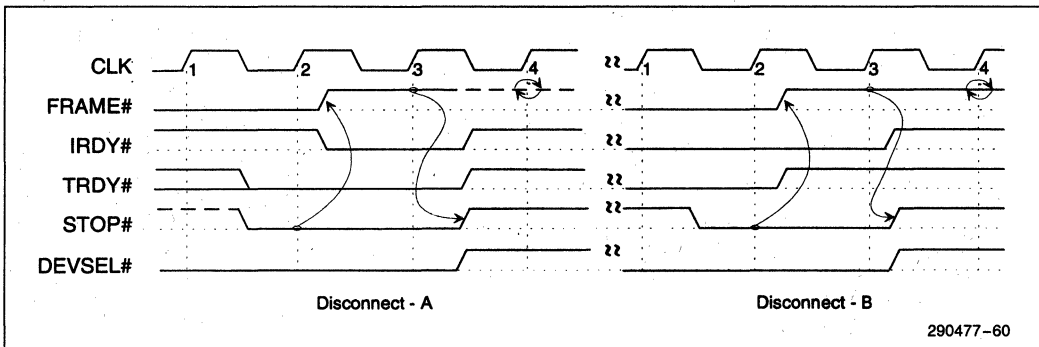 CLK 1 2 3 4 1 2 3 4
FRAME#
IRDY#
TRDY#
STOP#
DEVSEL#
Disconnect - A Disconnect - B
290477-60